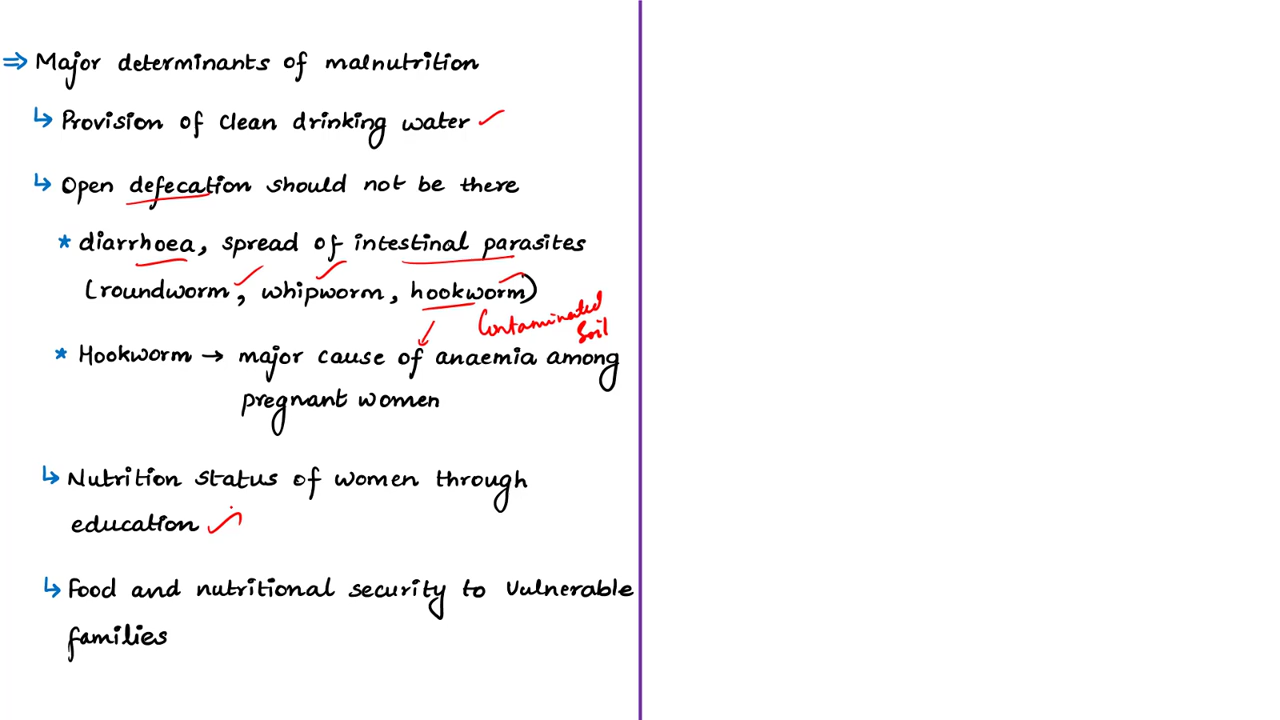 ⇒ Major determinants of malnutrition
↳ Provision of clean drinking water ✓
↳ Open defecation should not be there
* diarrhoea, spread of intestinal parasites
(roundworm, whipworm, hookworm)
Contaminated
Soil
* Hookworm → major cause of anaemia among
pregnant women
↳ Nutrition status of women through
education ✓
↳ Food and nutritional security to vulnerable
families